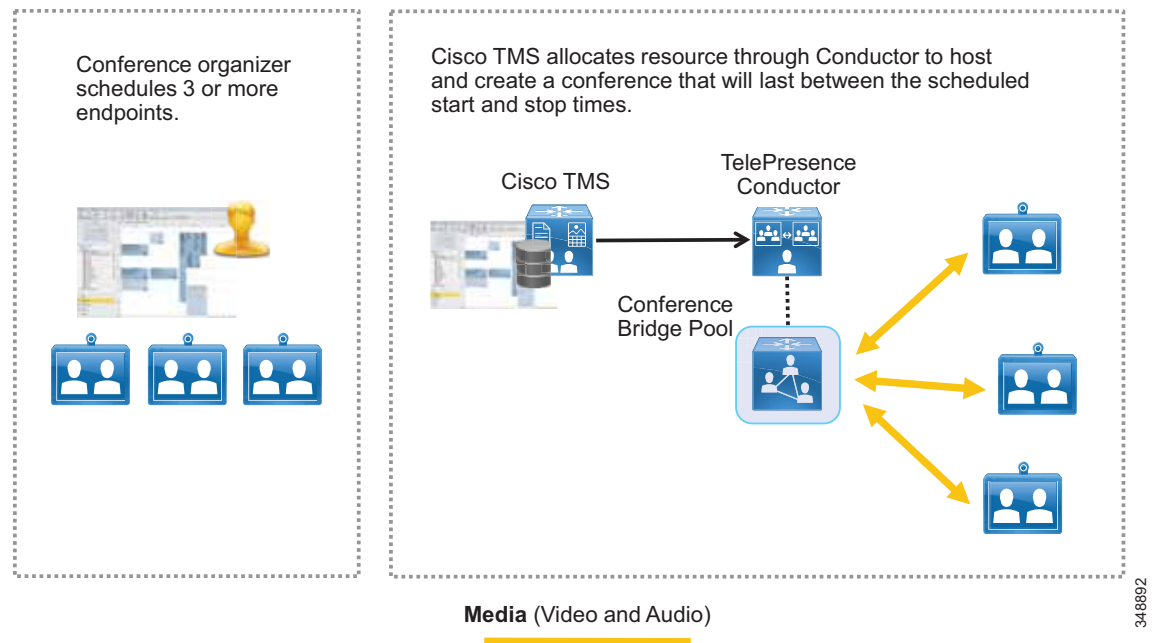 Conference organizer
schedules 3 or more
endpoints.
Cisco TMS allocates resource through Conductor to host
and create a conference that will last between the scheduled
start and stop times.
Cisco TMS
TelePresence
Conductor
Conference
Bridge Pool
Media (Video and Audio)
348892